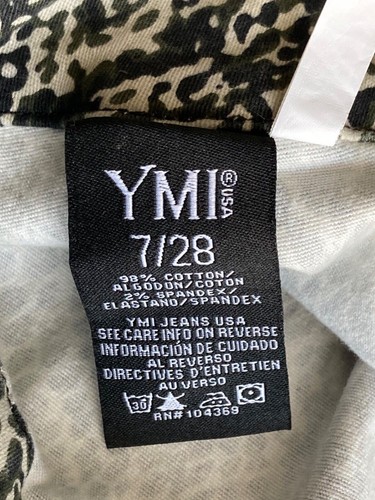 YMI® USA
7/28
98% COTTON/
ALGODON/COTON
2% SPANDEX/
ELASTANO/SPANDEX
YMI JEANS USA
SEE CARE INFO ON REVERSE
INFORMACIÓN DE CUIDADO
AL REVERSO
DIRECTIVES D'ENTRETIEN
AU VERSO
30
RN#104369